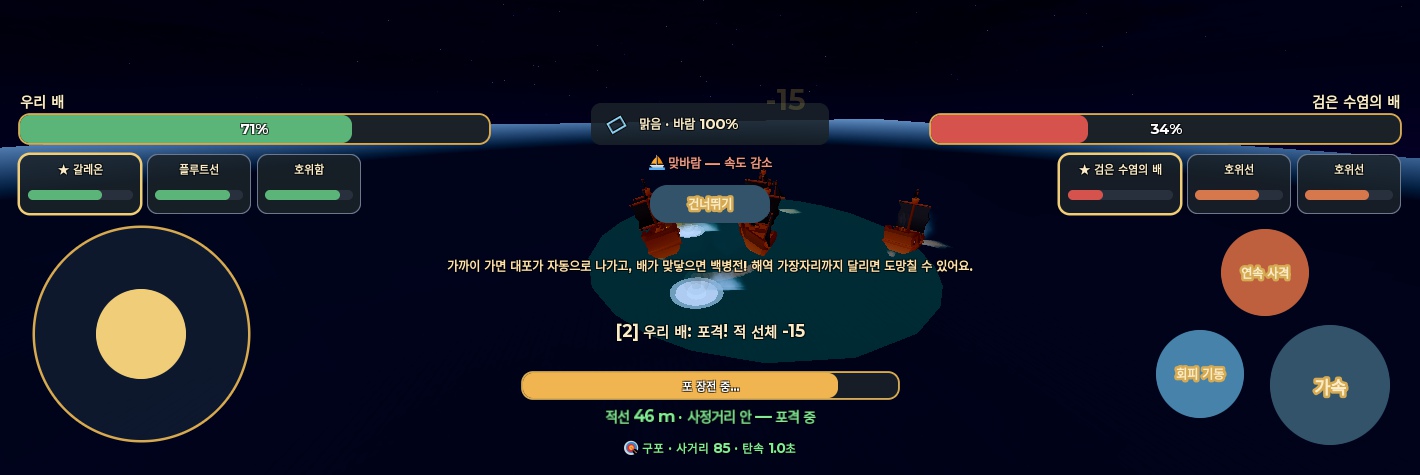 -15
우리 배
검은 수염의 배
71%
맑음 · 바람 100%
34%
맞바람 — 속도 감소
★ 갈레온
플루트선
호위함
★ 검은 수염의 배
호위선
호위선
건너뛰기
가까이 가면 대포가 자동으로 나가고, 배가 맞닿으면 백병전! 해역 가장자리까지 달리면 도망칠 수 있어요.
연속 사격
[2] 우리 배: 포격! 적 선체 -15
회피 기동
가속
포 장전 중...
적선 46 m · 사정거리 안 — 포격 중
구포 · 사거리 85 · 탄속 1.0초